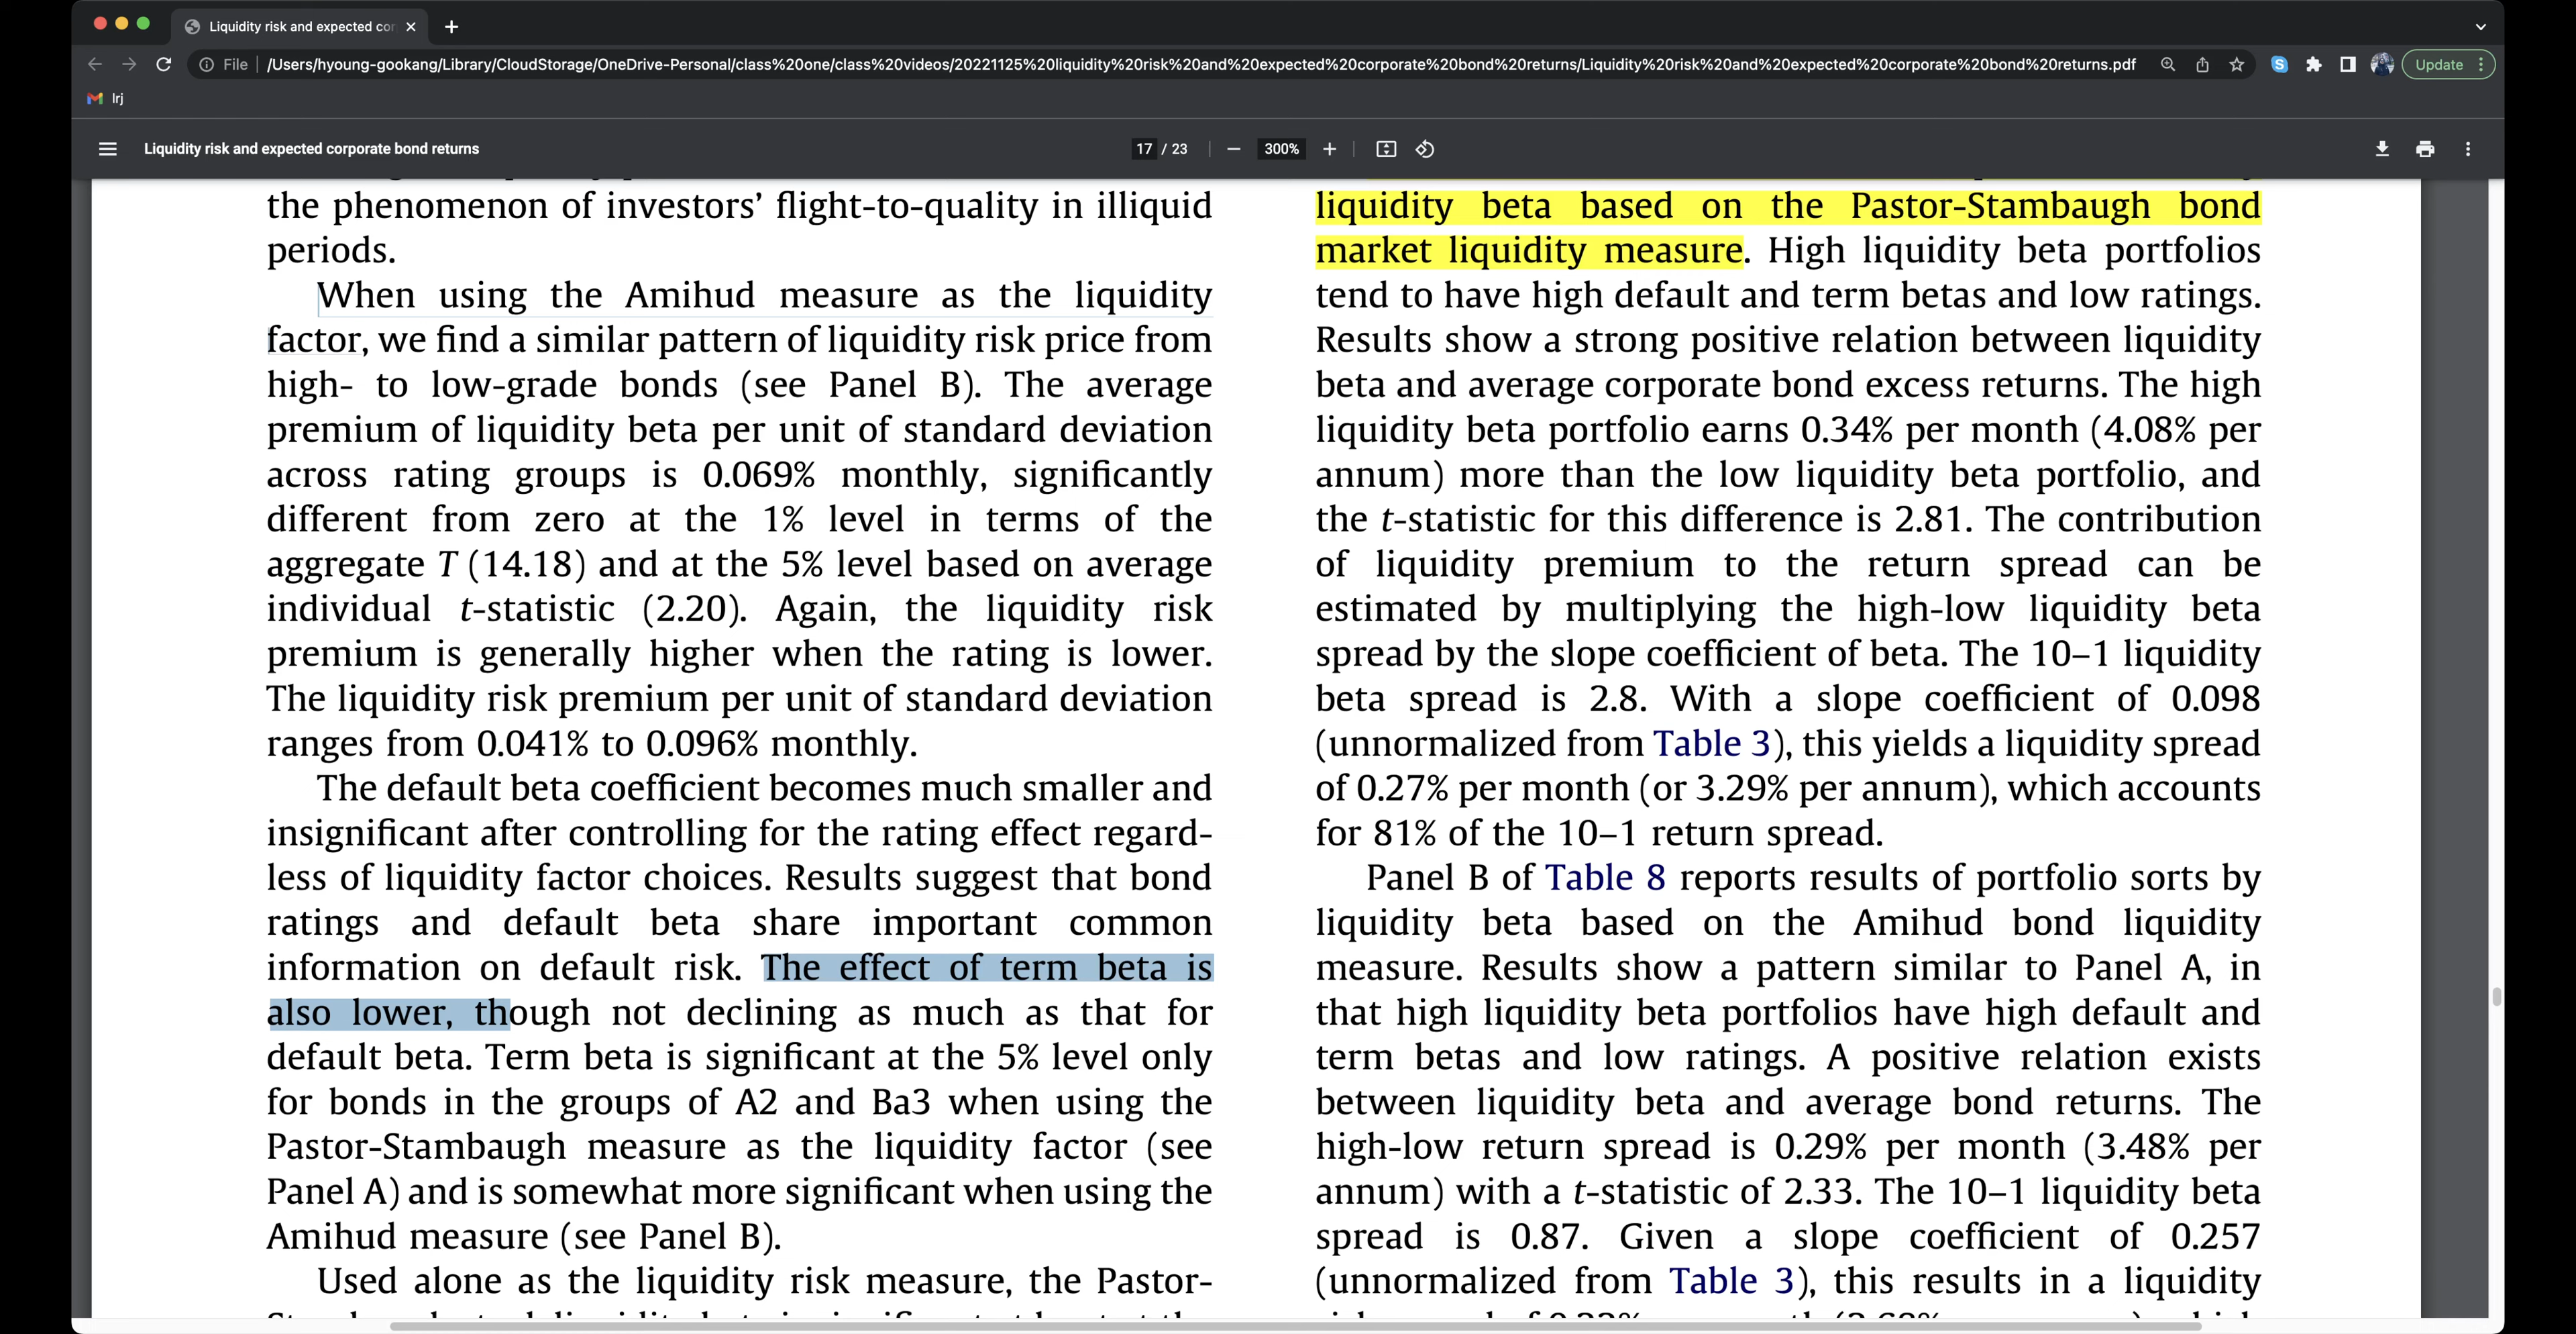 Liquidity risk and expected cor
File
/Users/hyoung-gookang/Library/CloudStorage/OneDrive-Personal/class%20one/class%20videos/20221125%20liquidity%20risk%20and%20expected%20corporate%20bond%20returns/Liquidity%20risk%20and%20expected%20corporate%20bond%20returns.pdf
Update
lrj
Liquidity risk and expected corporate bond returns
17 / 23
300%
the phenomenon of investors’ flight-to-quality in illiquid
periods.
When using the Amihud measure as the liquidity
factor, we find a similar pattern of liquidity risk price from
high- to low-grade bonds (see Panel B). The average
premium of liquidity beta per unit of standard deviation
across rating groups is 0.069% monthly, significantly
different from zero at the 1% level in terms of the
aggregate T (14.18) and at the 5% level based on average
individual t-statistic (2.20). Again, the liquidity risk
premium is generally higher when the rating is lower.
The liquidity risk premium per unit of standard deviation
ranges from 0.041% to 0.096% monthly.
The default beta coefficient becomes much smaller and
insignificant after controlling for the rating effect regard-
less of liquidity factor choices. Results suggest that bond
ratings and default beta share important common
information on default risk. The effect of term beta is
also lower, though not declining as much as that for
default beta. Term beta is significant at the 5% level only
for bonds in the groups of A2 and Ba3 when using the
Pastor-Stambaugh measure as the liquidity factor (see
Panel A) and is somewhat more significant when using the
Amihud measure (see Panel B).
Used alone as the liquidity risk measure, the Pastor-
liquidity beta based on the Pastor-Stambaugh bond
market liquidity measure. High liquidity beta portfolios
tend to have high default and term betas and low ratings.
Results show a strong positive relation between liquidity
beta and average corporate bond excess returns. The high
liquidity beta portfolio earns 0.34% per month (4.08% per
annum) more than the low liquidity beta portfolio, and
the t-statistic for this difference is 2.81. The contribution
of liquidity premium to the return spread can be
estimated by multiplying the high-low liquidity beta
spread by the slope coefficient of beta. The 10–1 liquidity
beta spread is 2.8. With a slope coefficient of 0.098
(unnormalized from Table 3), this yields a liquidity spread
of 0.27% per month (or 3.29% per annum), which accounts
for 81% of the 10–1 return spread.
Panel B of Table 8 reports results of portfolio sorts by
liquidity beta based on the Amihud bond liquidity
measure. Results show a pattern similar to Panel A, in
that high liquidity beta portfolios have high default and
term betas and low ratings. A positive relation exists
between liquidity beta and average bond returns. The
high-low return spread is 0.29% per month (3.48% per
annum) with a t-statistic of 2.33. The 10–1 liquidity beta
spread is 0.87. Given a slope coefficient of 0.257
(unnormalized from Table 3), this results in a liquidity